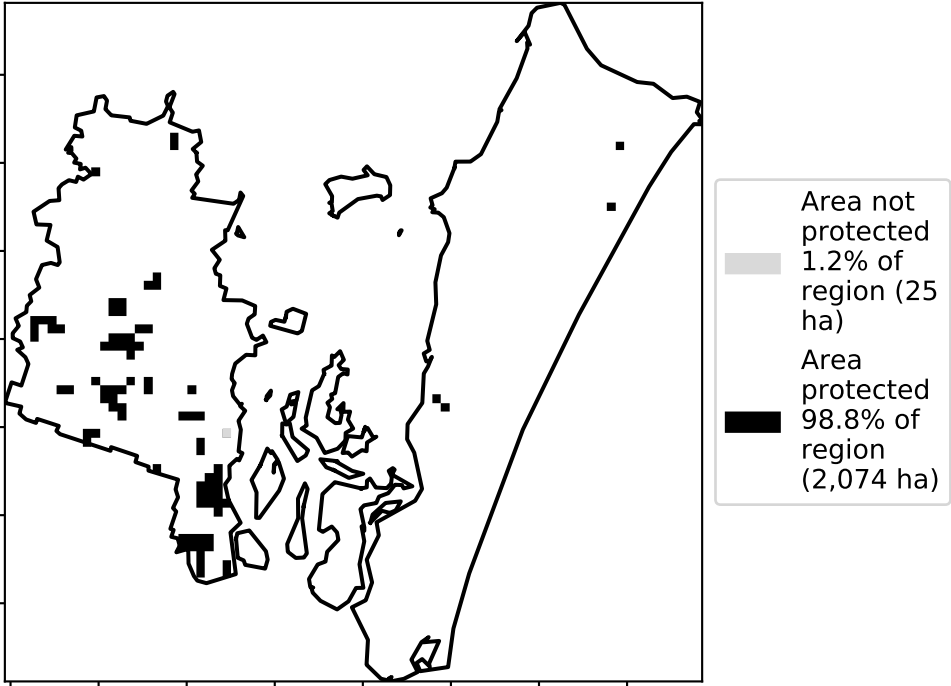 Area not
protected
1.2% of
region (25
ha)
Area
protected
98.8% of
region
(2,074 ha)